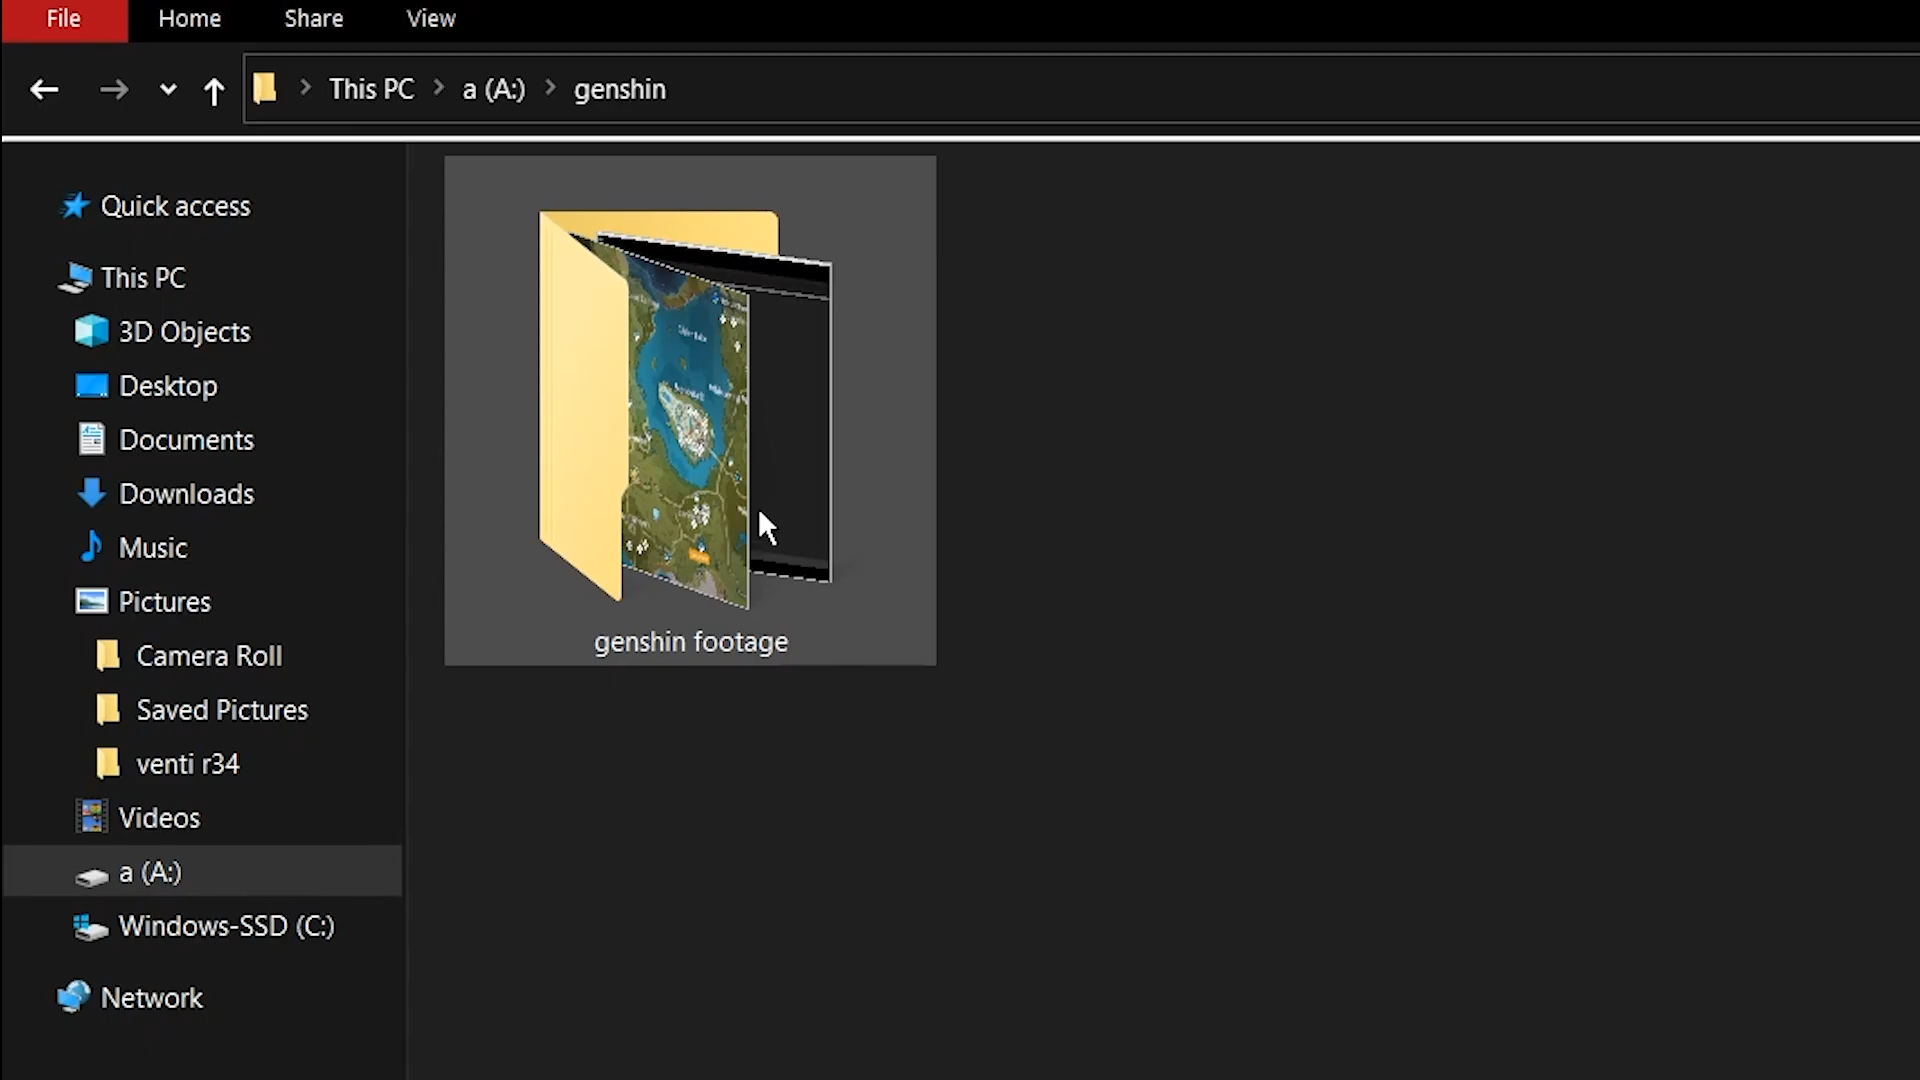 File Home Share View
This PC a (A:) genshin
Quick access
This PC
3D Objects
Desktop
Documents
Downloads
Music
Pictures
Camera Roll
Saved Pictures
venti r34
Videos
a (A:)
Windows-SSD (C:)
Network
genshin footage